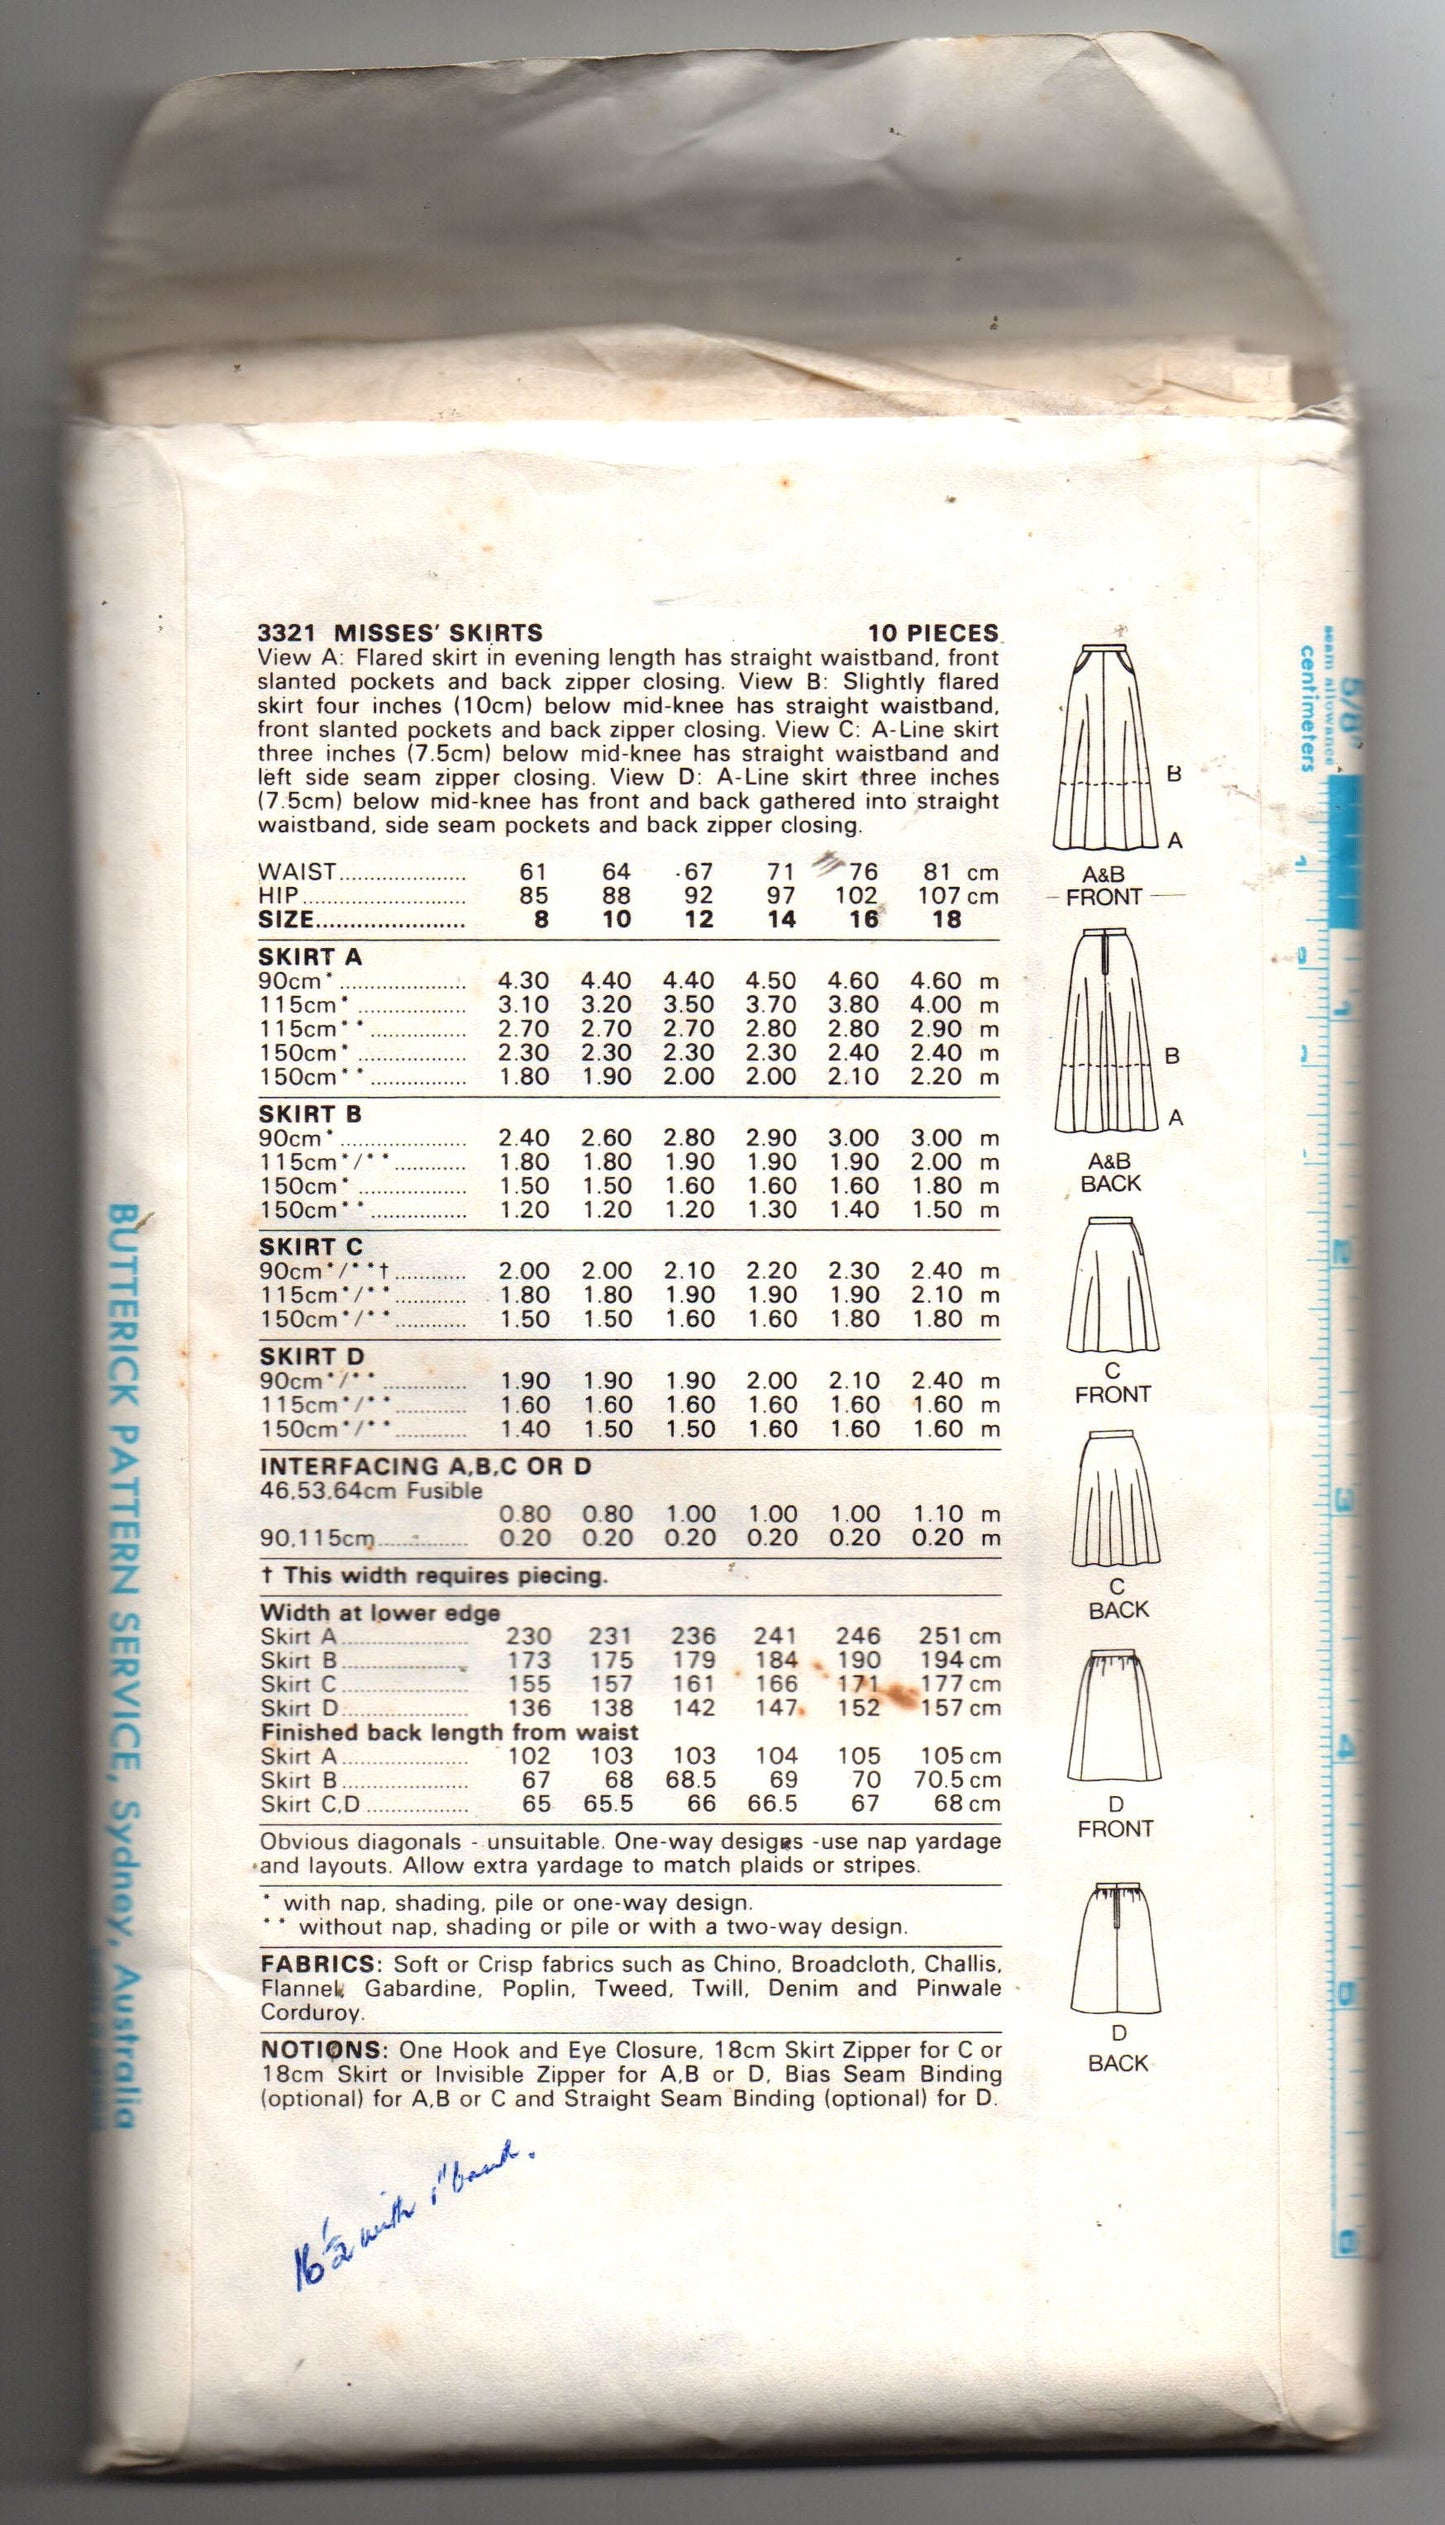 3321 MISSES' SKIRTS 10 PIECES
View A: Flared skirt in evening length has straight waistband, front
slanted pockets and back zipper closing. View B: Slightly flared
skirt four inches (10cm) below mid-knee has straight waistband,
front slanted pockets and back zipper closing. View C: A-Line skirt
three inches (7.5cm) below mid-knee has straight waistband and
left side seam zipper closing. View D: A-Line skirt three inches
(7.5cm) below mid-knee has front and back gathered into straight
waistband, side seam pockets and back zipper closing.
WAIST...................... 61 64 67 71 76 81 cm
HIP............................ 85 88 92 97 102 107 cm
SIZE...................... 8 10 12 14 16 18
SKIRT A
90cm* ...................... 4.30 4.40 4.40 4.50 4.60 4.60 m
115cm* ................... 3.10 3.20 3.50 3.70 3.80 4.00 m
115cm** ................. 2.70 2.70 2.70 2.80 2.80 2.90 m
150cm* ................... 2.30 2.30 2.30 2.30 2.40 2.40 m
150cm** ................. 1.80 1.90 2.00 2.00 2.10 2.20 m
SKIRT B
90cm* ...................... 2.40 2.60 2.80 2.90 3.00 3.00 m
115cm*/** ............. 1.80 1.80 1.90 1.90 1.90 2.00 m
150cm* ................... 1.50 1.50 1.60 1.60 1.60 1.80 m
150cm** ................. 1.20 1.20 1.20 1.30 1.40 1.50 m
SKIRT C
90cm*/**† ............. 2.00 2.00 2.10 2.20 2.30 2.40 m
115cm*/** ............. 1.80 1.80 1.90 1.90 1.90 2.10 m
150cm*/** ............. 1.50 1.50 1.60 1.60 1.80 1.80 m
SKIRT D
90cm*/** ............... 1.90 1.90 1.90 2.00 2.10 2.40 m
115cm*/** ............. 1.60 1.60 1.60 1.60 1.60 1.60 m
150cm*/** ............. 1.40 1.50 1.50 1.60 1.60 1.60 m
INTERFACING A,B,C OR D
46,53,64cm Fusible
0.80 0.80 1.00 1.00 1.00 1.10 m
90,115cm................ 0.20 0.20 0.20 0.20 0.20 0.20 m
† This width requires piecing.
Width at lower edge
Skirt A...................... 230 231 236 241 246 251 cm
Skirt B...................... 173 175 179 184 190 194 cm
Skirt C...................... 155 157 161 166 171 177 cm
Skirt D...................... 136 138 142 147 152 157 cm
Finished back length from waist
Skirt A...................... 102 103 103 104 105 105 cm
Skirt B...................... 67 68 68.5 69 70 70.5 cm
Skirt C,D .................. 65 65.5 66 66.5 67 68 cm
Obvious diagonals - unsuitable. One-way designs -use nap yardage
and layouts. Allow extra yardage to match plaids or stripes.
* with nap, shading, pile or one-way design.
** without nap, shading or pile or with a two-way design.
FABRICS: Soft or Crisp fabrics such as Chino, Broadcloth, Challis,
Flannel, Gabardine, Poplin, Tweed, Twill, Denim and Pinwale
Corduroy.
NOTIONS: One Hook and Eye Closure, 18cm Skirt Zipper for C or
18cm Skirt or Invisible Zipper for A,B or D, Bias Seam Binding
(optional) for A,B or C and Straight Seam Binding (optional) for D.
16 1/2 with 1" band.
B
A
A&B
FRONT
B
A
A&B
BACK
C
FRONT
C
BACK
D
FRONT
D
BACK
BUTTERICK PATTERN SERVICE, Sydney, Australia
5/8"
seam allowance
centimeters
1
2
3
4
5
6